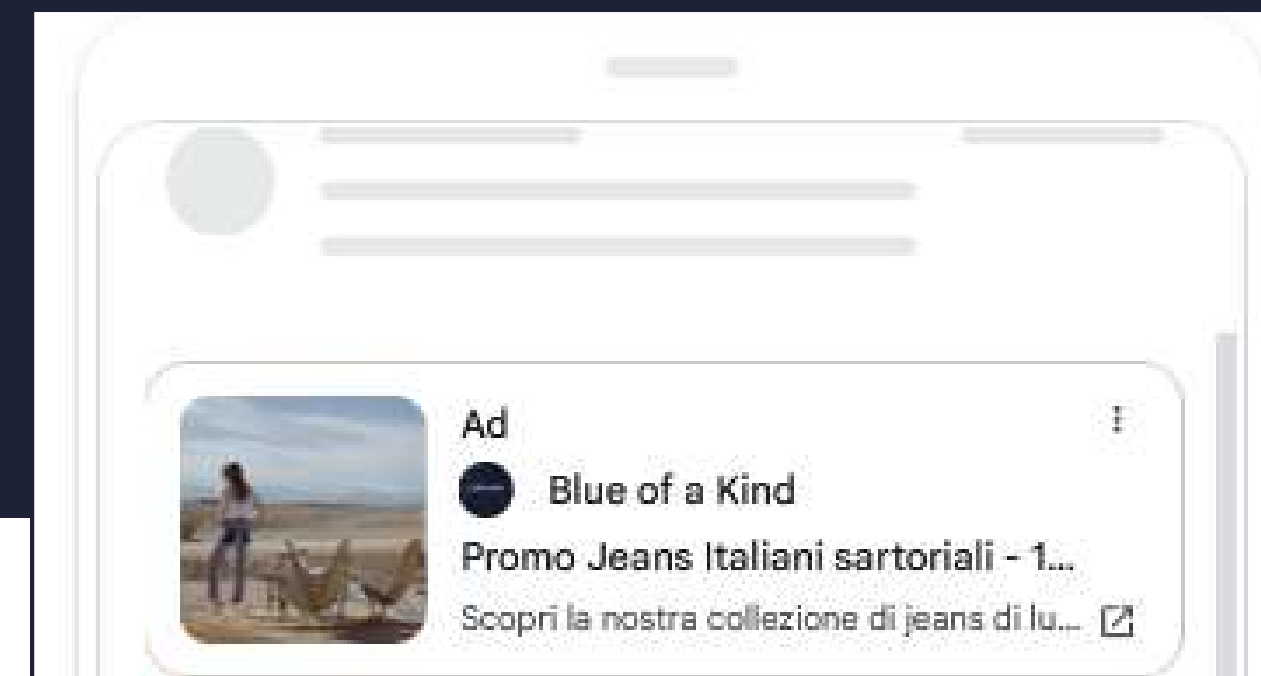 Ad
Blue of a Kind
Promo Jeans Italiani sartoriali - 1...
Scopri la nostra collezione di jeans di lu...